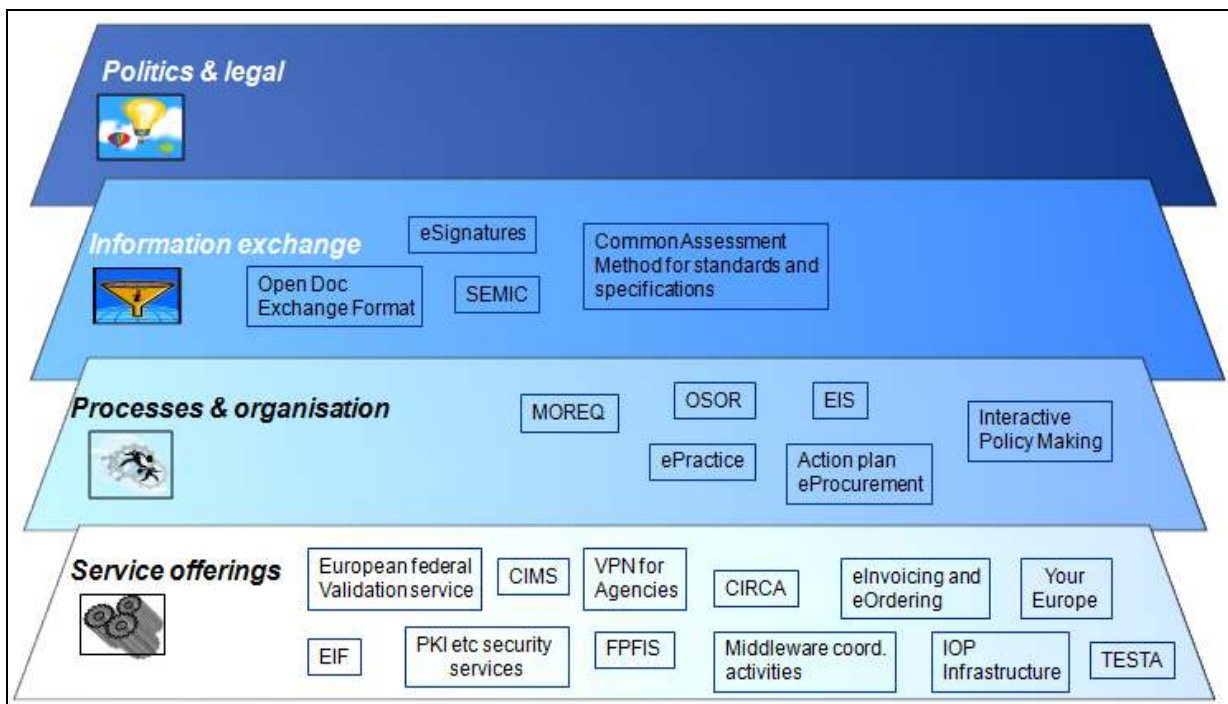 Politics & legal
Information exchange
eSignatures
Common Assessment
Method for standards and
specifications
Open Doc
Exchange Format
SEMIC
Processes & organisation
MOREQ
OSOR
EIS
Interactive
Policy Making
ePractice
Action plan
eProcurement
Service offerings
European federal
Validation service
CIMS
VPN for
Agencies
CIRCA
eInvoicing and
eOrdering
Your
Europe
EIF
PKI etc security
services
FPFIS
Middleware coord.
activities
IOP
Infrastructure
TESTA